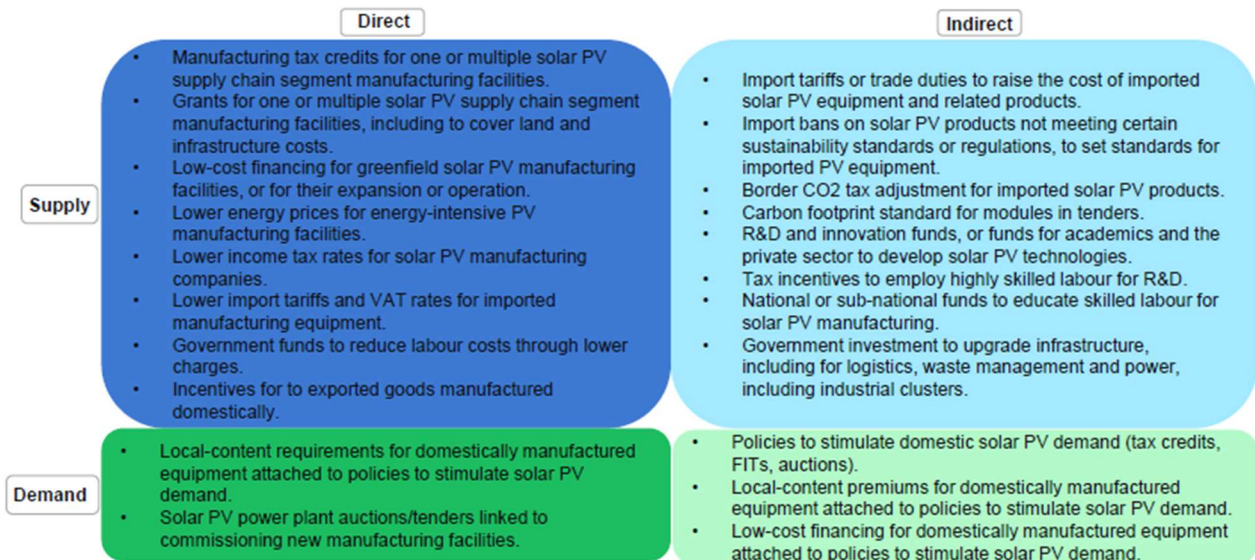 Direct
Indirect
Supply
• Manufacturing tax credits for one or multiple solar PV
supply chain segment manufacturing facilities.
• Grants for one or multiple solar PV supply chain segment
manufacturing facilities, including to cover land and
infrastructure costs.
• Low-cost financing for greenfield solar PV manufacturing
facilities, or for their expansion or operation.
• Lower energy prices for energy-intensive PV
manufacturing facilities.
• Lower income tax rates for solar PV manufacturing
companies.
• Lower import tariffs and VAT rates for imported
manufacturing equipment.
• Government funds to reduce labour costs through lower
charges.
• Incentives for to exported goods manufactured
domestically.
• Import tariffs or trade duties to raise the cost of imported
solar PV equipment and related products.
• Import bans on solar PV products not meeting certain
sustainability standards or regulations, to set standards for
imported PV equipment.
• Border CO2 tax adjustment for imported solar PV products.
• Carbon footprint standard for modules in tenders.
• R&D and innovation funds, or funds for academics and the
private sector to develop solar PV technologies.
• Tax incentives to employ highly skilled labour for R&D.
• National or sub-national funds to educate skilled labour for
solar PV manufacturing.
• Government investment to upgrade infrastructure,
including for logistics, waste management and power,
including industrial clusters.
Demand
• Local-content requirements for domestically manufactured
equipment attached to policies to stimulate solar PV
demand.
• Solar PV power plant auctions/tenders linked to
commissioning new manufacturing facilities.
• Policies to stimulate domestic solar PV demand (tax credits,
FITs, auctions).
• Local-content premiums for domestically manufactured
equipment attached to policies to stimulate solar PV demand.
• Low-cost financing for domestically manufactured equipment
attached to policies to stimulate solar PV demand.